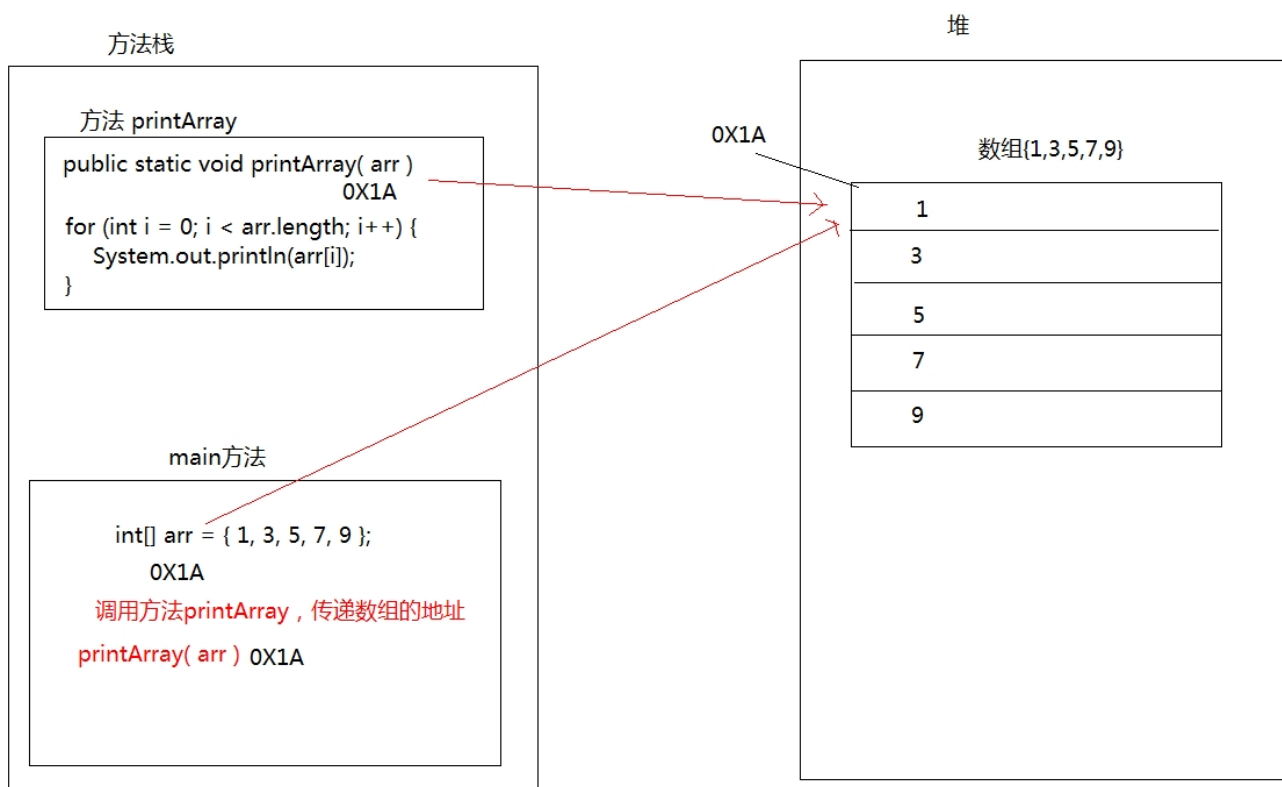 方法栈
方法 printArray
public static void printArray( arr )
0X1A
for (int i = 0; i < arr.length; i++) {
System.out.println(arr[i]);
}
main方法
int[] arr = { 1, 3, 5, 7, 9 };
0X1A
调用方法printArray，传递数组的地址
printArray( arr ) 0X1A
堆
0X1A
数组{1,3,5,7,9}
1
3
5
7
9